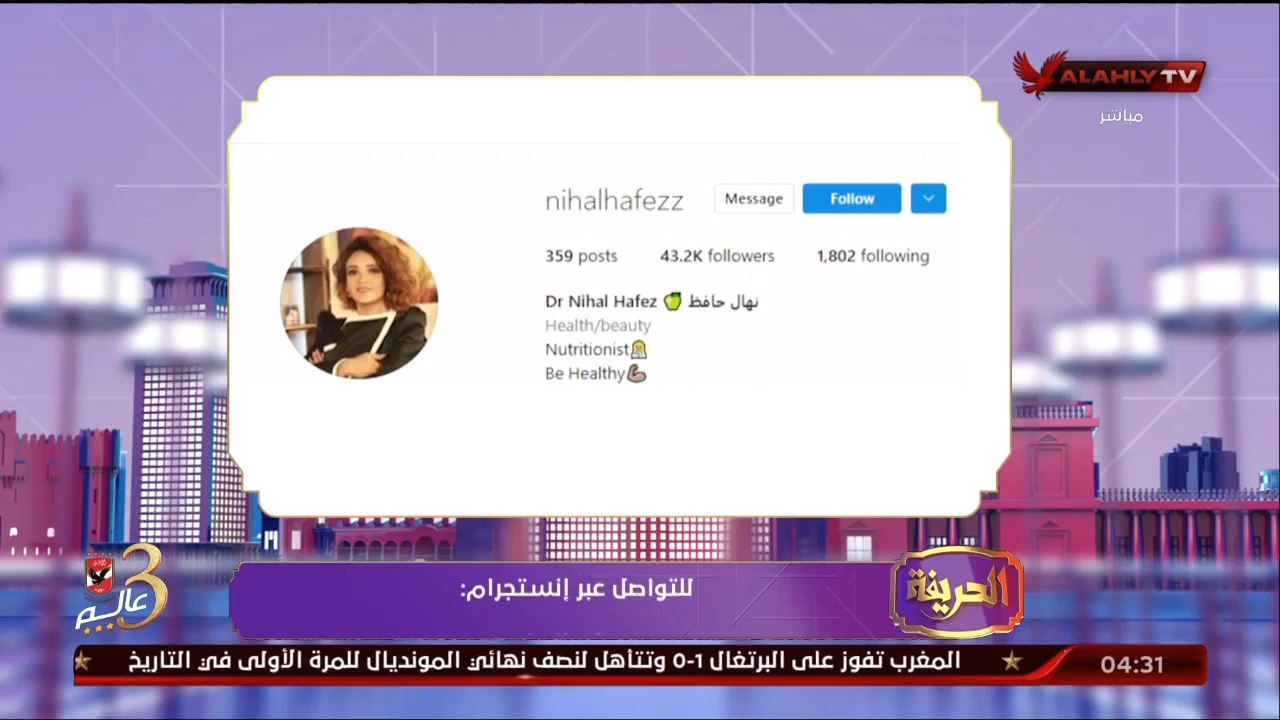 ALAHLY TV
مباشر
nihalhafezz Message Follow
359 posts 43.2K followers 1,802 following
Dr Nihal Hafez 🍏 نهال حافظ
Health/beauty
Nutritionist👩‍🔬
Be Healthy💪
3 عالم
للتواصل عبر إنستجرام:
الحريفة
المغرب تفوز على البرتغال 1-0 وتتأهل لنصف نهائي المونديال للمرة الأولى في التاريخ
04:31